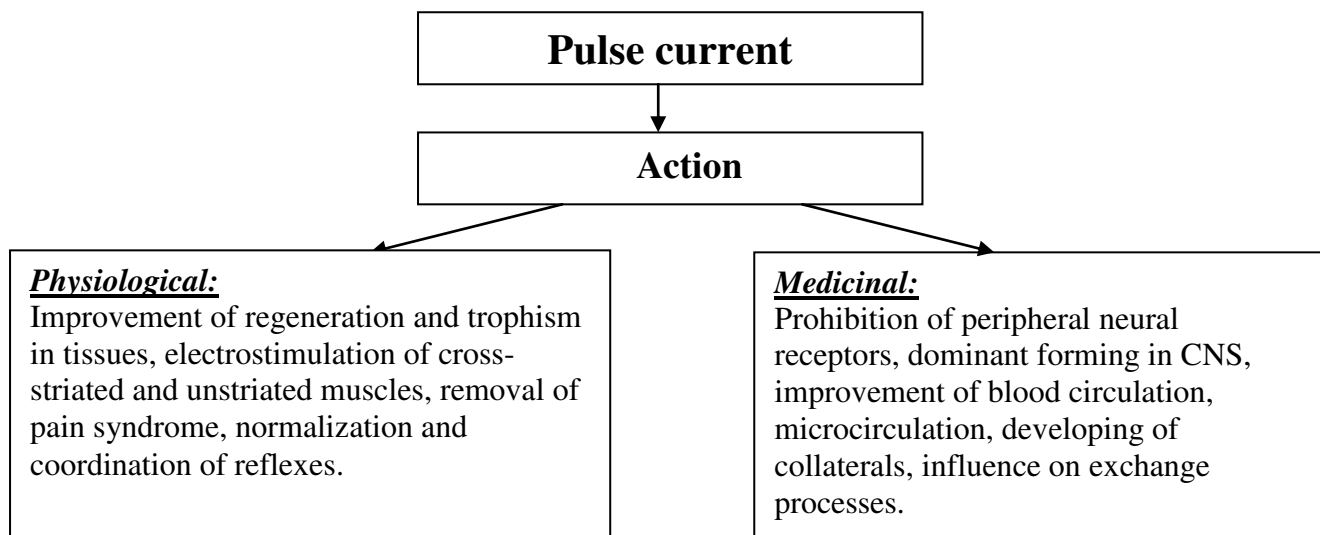 Pulse current
Action
Physiological:
Improvement of regeneration and trophism
in tissues, electrostimulation of cross-
striated and unstriated muscles, removal of
pain syndrome, normalization and
coordination of reflexes.
Medicinal:
Prohibition of peripheral neural
receptors, dominant forming in CNS,
improvement of blood circulation,
microcirculation, developing of
collaterals, influence on exchange
processes.